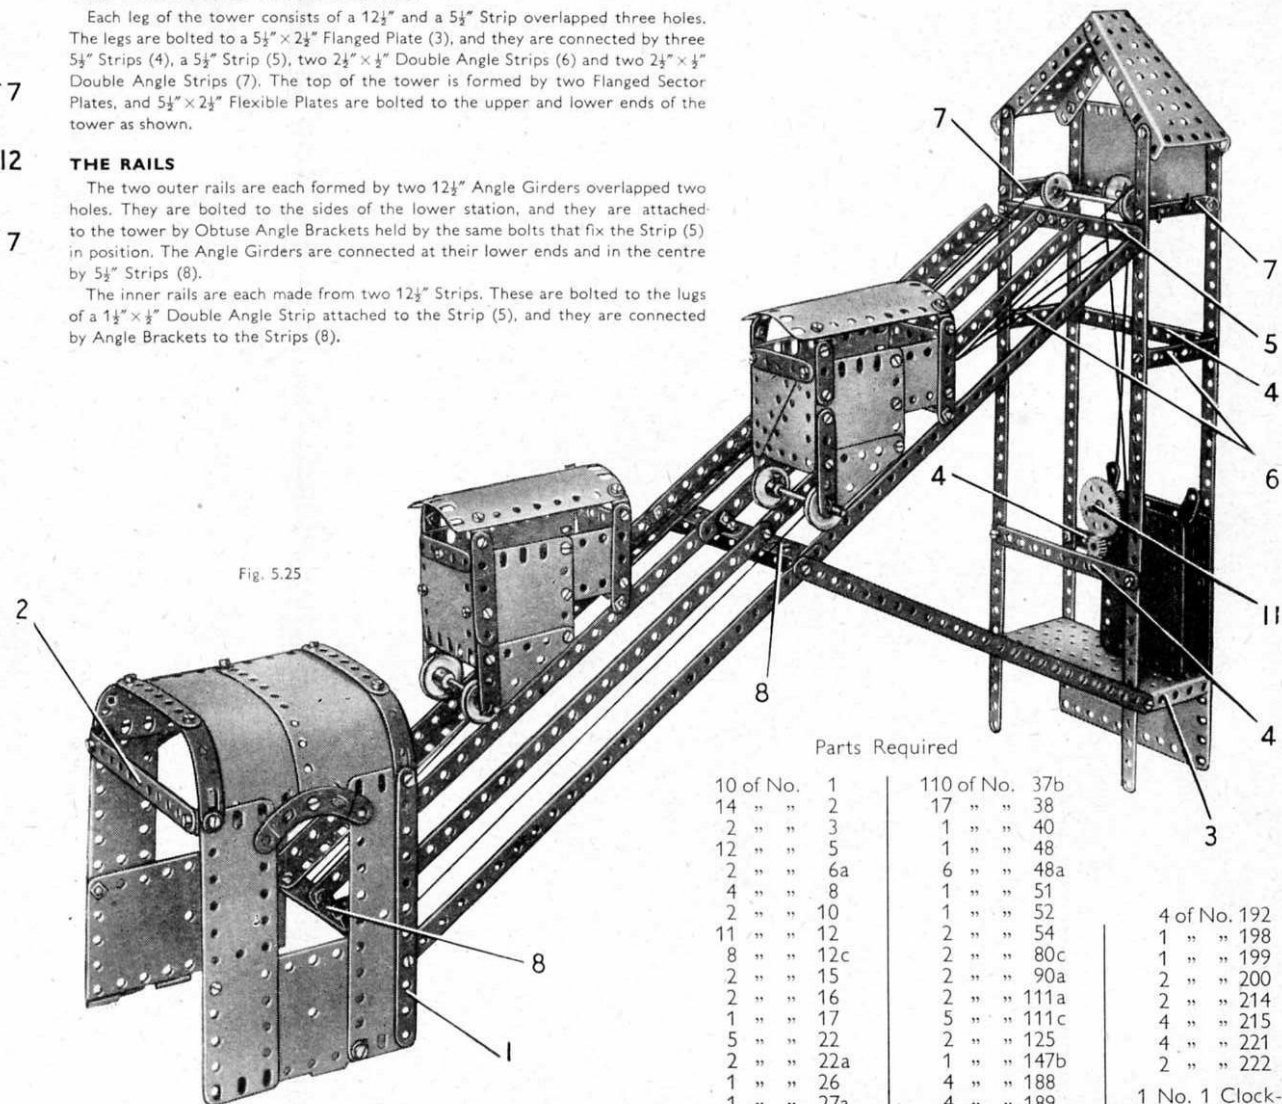 Each leg of the tower consists of a 12½″ and a 5½″ Strip overlapped three holes.
The legs are bolted to a 5½″ × 2½″ Flanged Plate (3), and they are connected by three
5½″ Strips (4), a 5½″ Strip (5), two 2½″ × ½″ Double Angle Strips (6) and two 2½″ × ½″
Double Angle Strips (7). The top of the tower is formed by two Flanged Sector
Plates, and 5½″ × 2½″ Flexible Plates are bolted to the upper and lower ends of the
tower as shown.
7
12
7
THE RAILS
The two outer rails are each formed by two 12½″ Angle Girders overlapped two
holes. They are bolted to the sides of the lower station, and they are attached
to the tower by Obtuse Angle Brackets held by the same bolts that fix the Strip (5)
in position. The Angle Girders are connected at their lower ends and in the centre
by 5½″ Strips (8).
The inner rails are each made from two 12½″ Strips. These are bolted to the lugs
of a 1½″ × ½″ Double Angle Strip attached to the Strip (5), and they are connected
by Angle Brackets to the Strips (8).
7
7
5
4
6
4
11
4
3
8
Fig. 5.25
2
8
1
Parts Required
10 of No. 1
14 " " 2
2 " " 3
12 " " 5
2 " " 6a
4 " " 8
2 " " 10
11 " " 12
8 " " 12c
2 " " 15
2 " " 16
1 " " 17
5 " " 22
2 " " 22a
1 " " 26
1 " " 27a
110 of No. 37b
17 " " 38
1 " " 40
1 " " 48
6 " " 48a
1 " " 51
1 " " 52
2 " " 54
2 " " 80c
2 " " 90a
2 " " 111a
5 " " 111c
2 " " 125
1 " " 147b
4 " " 188
4 " " 189
4 of No. 192
1 " " 198
1 " " 199
2 " " 200
2 " " 214
4 " " 215
4 " " 221
2 " " 222
1 No. 1 Clock-